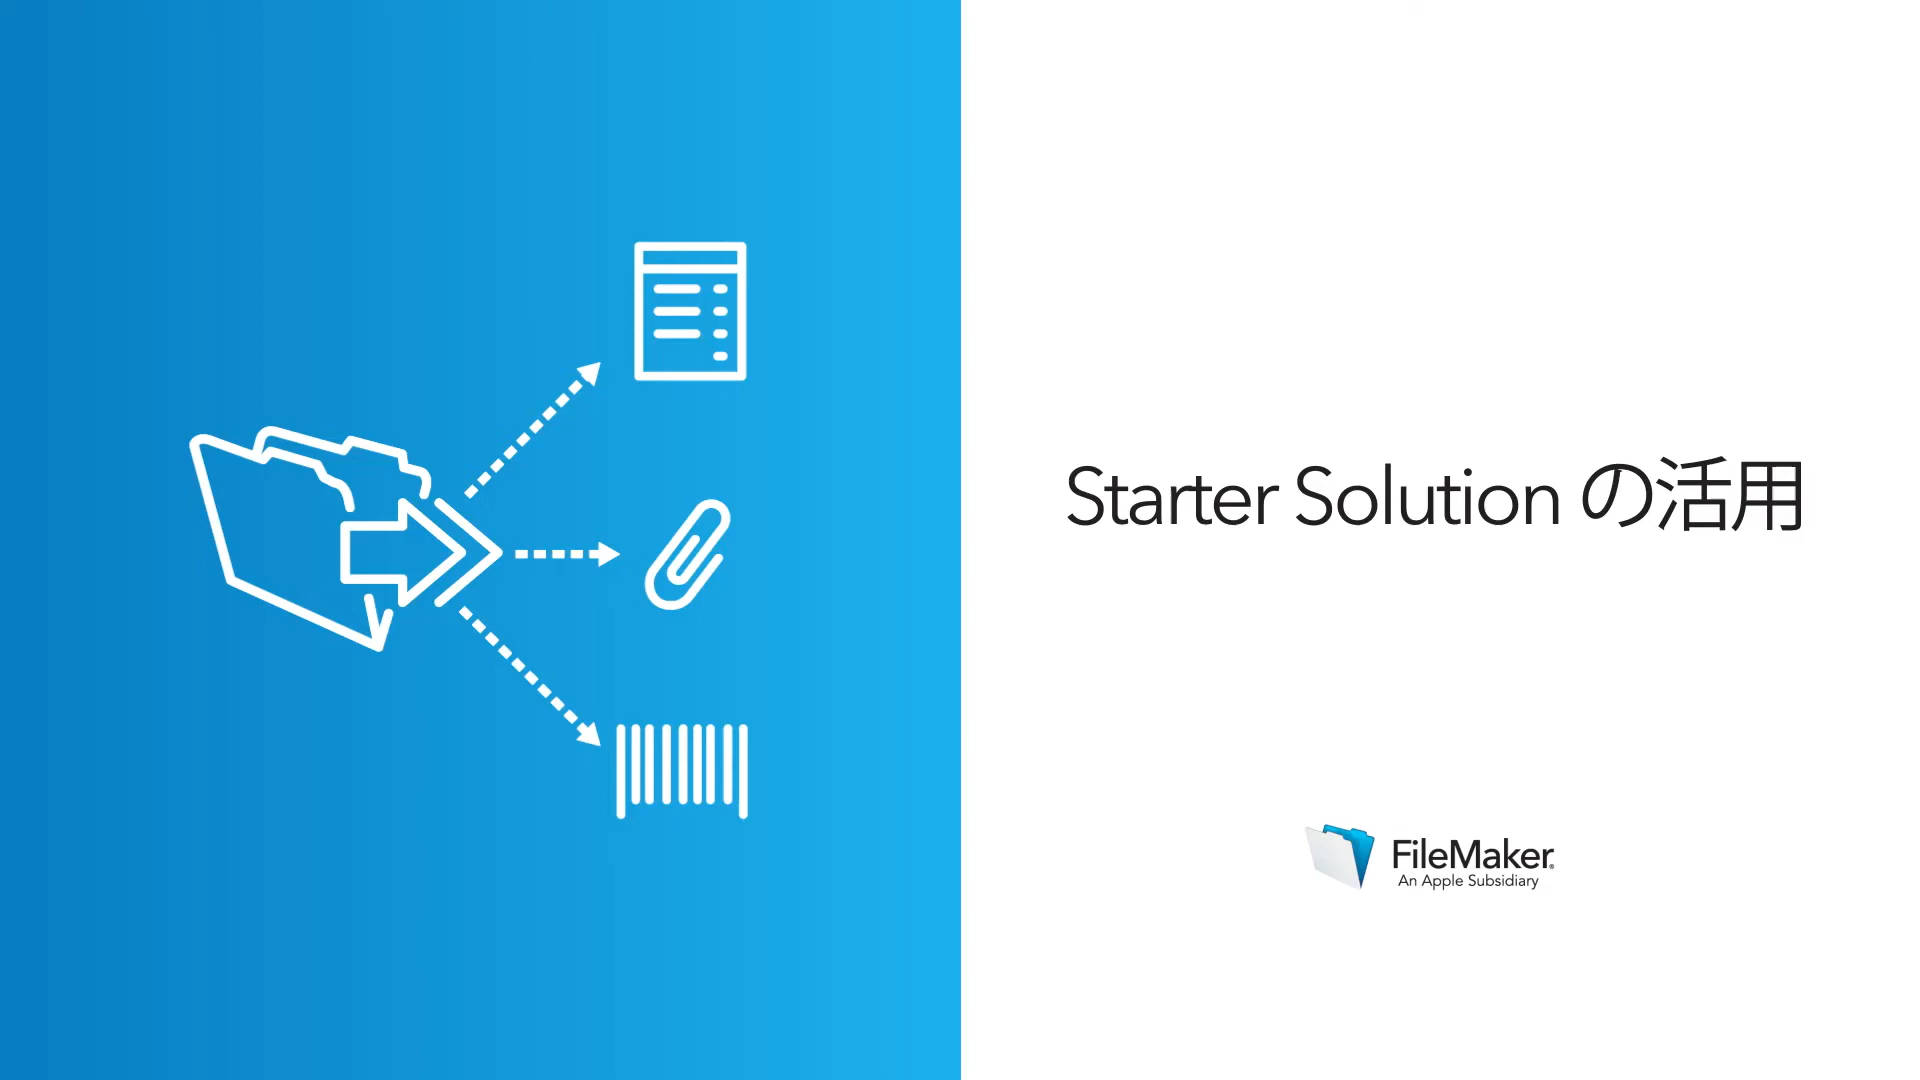 Starter Solution の活用
FileMaker®
An Apple Subsidiary